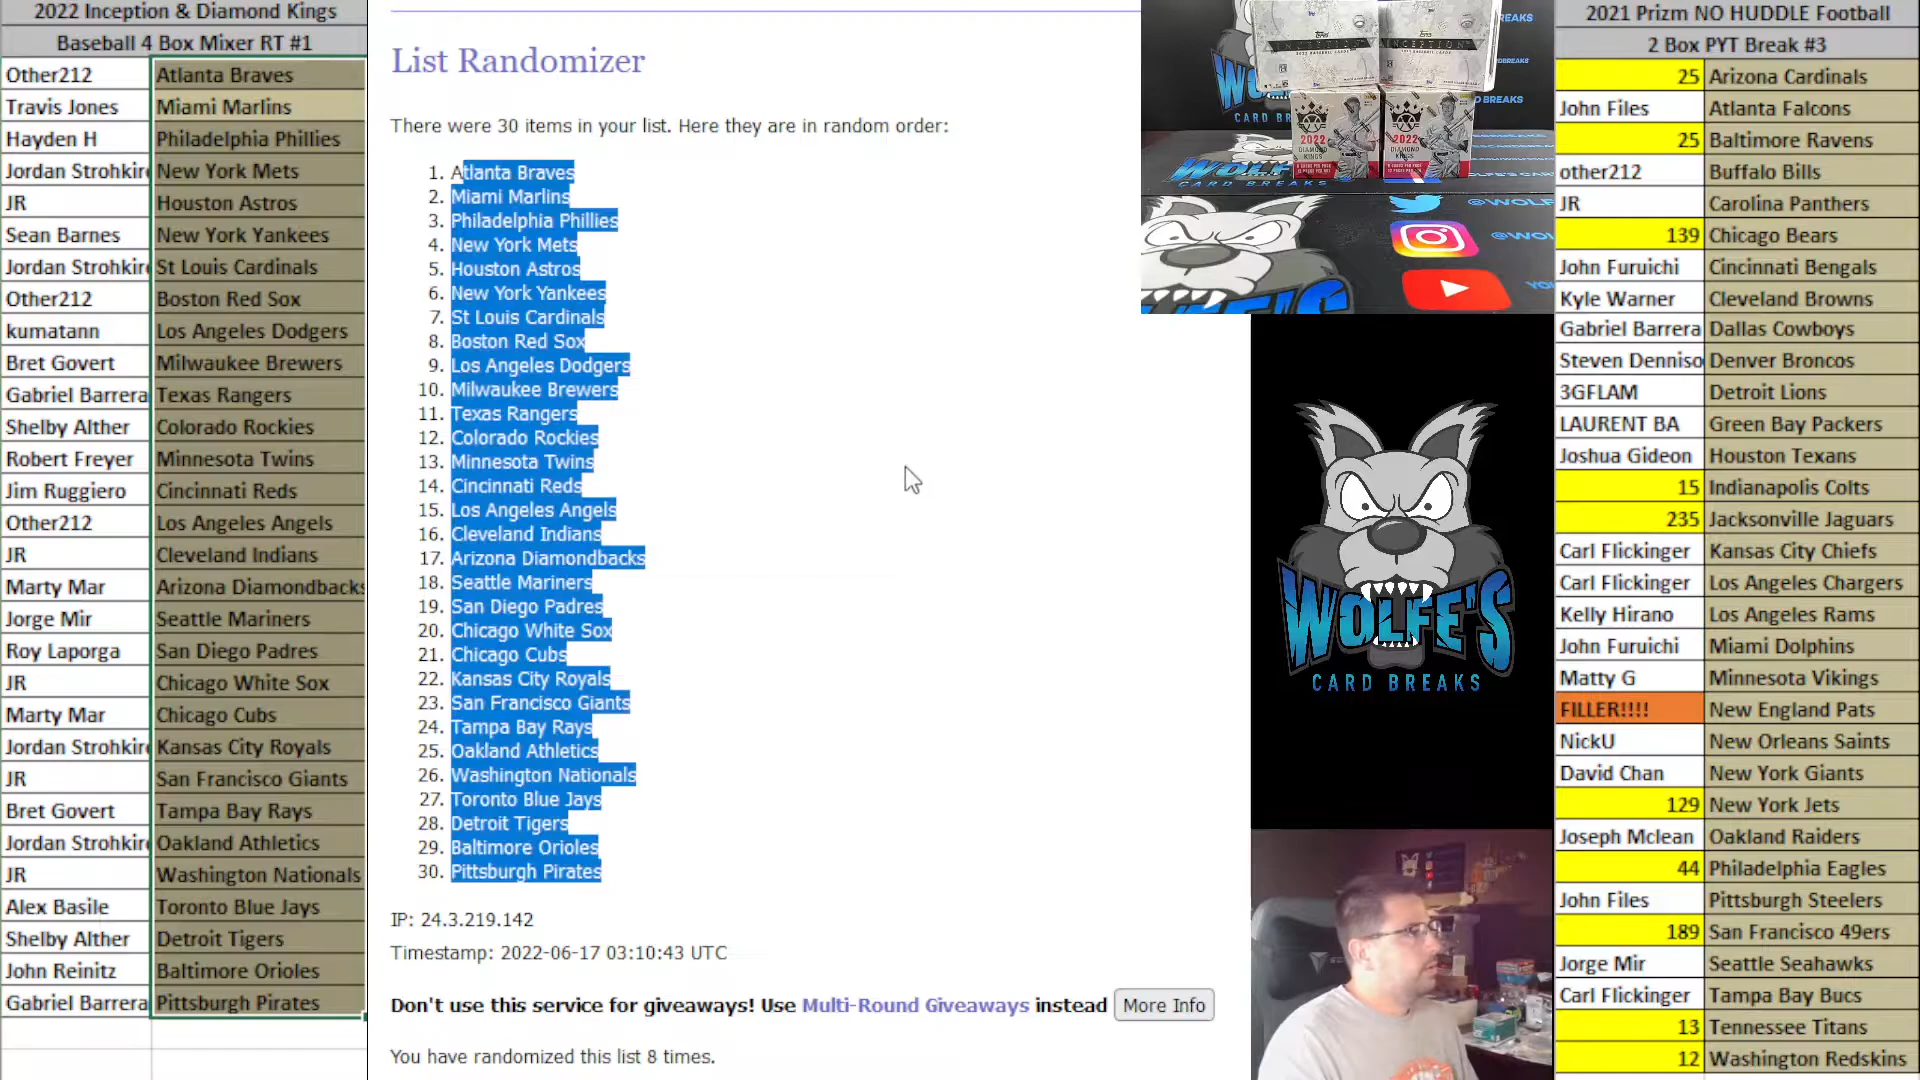 2022 Inception & Diamond Kings
Baseball 4 Box Mixer RT #1
Other212 Atlanta Braves
Travis Jones Miami Marlins
Hayden H Philadelphia Phillies
Jordan Strohkir New York Mets
JR Houston Astros
Sean Barnes New York Yankees
Jordan Strohkir St Louis Cardinals
Other212 Boston Red Sox
kumatann Los Angeles Dodgers
Bret Govert Milwaukee Brewers
Gabriel Barrera Texas Rangers
Shelby Alther Colorado Rockies
Robert Freyer Minnesota Twins
Jim Ruggiero Cincinnati Reds
Other212 Los Angeles Angels
JR Cleveland Indians
Marty Mar Arizona Diamondbacks
Jorge Mir Seattle Mariners
Roy Laporga San Diego Padres
JR Chicago White Sox
Marty Mar Chicago Cubs
Jordan Strohkir Kansas City Royals
JR San Francisco Giants
Bret Govert Tampa Bay Rays
Jordan Strohkir Oakland Athletics
JR Washington Nationals
Alex Basile Toronto Blue Jays
Shelby Alther Detroit Tigers
John Reinitz Baltimore Orioles
Gabriel Barrera Pittsburgh Pirates
List Randomizer
There were 30 items in your list. Here they are in random order:
1. Atlanta Braves
2. Miami Marlins
3. Philadelphia Phillies
4. New York Mets
5. Houston Astros
6. New York Yankees
7. St Louis Cardinals
8. Boston Red Sox
9. Los Angeles Dodgers
10. Milwaukee Brewers
11. Texas Rangers
12. Colorado Rockies
13. Minnesota Twins
14. Cincinnati Reds
15. Los Angeles Angels
16. Cleveland Indians
17. Arizona Diamondbacks
18. Seattle Mariners
19. San Diego Padres
20. Chicago White Sox
21. Chicago Cubs
22. Kansas City Royals
23. San Francisco Giants
24. Tampa Bay Rays
25. Oakland Athletics
26. Washington Nationals
27. Toronto Blue Jays
28. Detroit Tigers
29. Baltimore Orioles
30. Pittsburgh Pirates
IP: 24.3.219.142
Timestamp: 2022-06-17 03:10:43 UTC
Don't use this service for giveaways! Use Multi-Round Giveaways instead More Info
You have randomized this list 8 times.
INCEPTION INCEPTION
2022 2022
DIAMOND KINGS DIAMOND KINGS
CARD BREAKS
@WOLF
@WO
WOLFE'S
CARD BREAKS
2021 Prizm NO HUDDLE Football
2 Box PYT Break #3
25 Arizona Cardinals
John Files Atlanta Falcons
25 Baltimore Ravens
other212 Buffalo Bills
JR Carolina Panthers
139 Chicago Bears
John Furuichi Cincinnati Bengals
Kyle Warner Cleveland Browns
Gabriel Barrera Dallas Cowboys
Steven Denniso Denver Broncos
3GFLAM Detroit Lions
LAURENT BA Green Bay Packers
Joshua Gideon Houston Texans
15 Indianapolis Colts
235 Jacksonville Jaguars
Carl Flickinger Kansas City Chiefs
Carl Flickinger Los Angeles Chargers
Kelly Hirano Los Angeles Rams
John Furuichi Miami Dolphins
Matty G Minnesota Vikings
FILLER!!!! New England Pats
NickU New Orleans Saints
David Chan New York Giants
129 New York Jets
Joseph Mclean Oakland Raiders
44 Philadelphia Eagles
John Files Pittsburgh Steelers
189 San Francisco 49ers
Jorge Mir Seattle Seahawks
Carl Flickinger Tampa Bay Bucs
13 Tennessee Titans
12 Washington Redskins